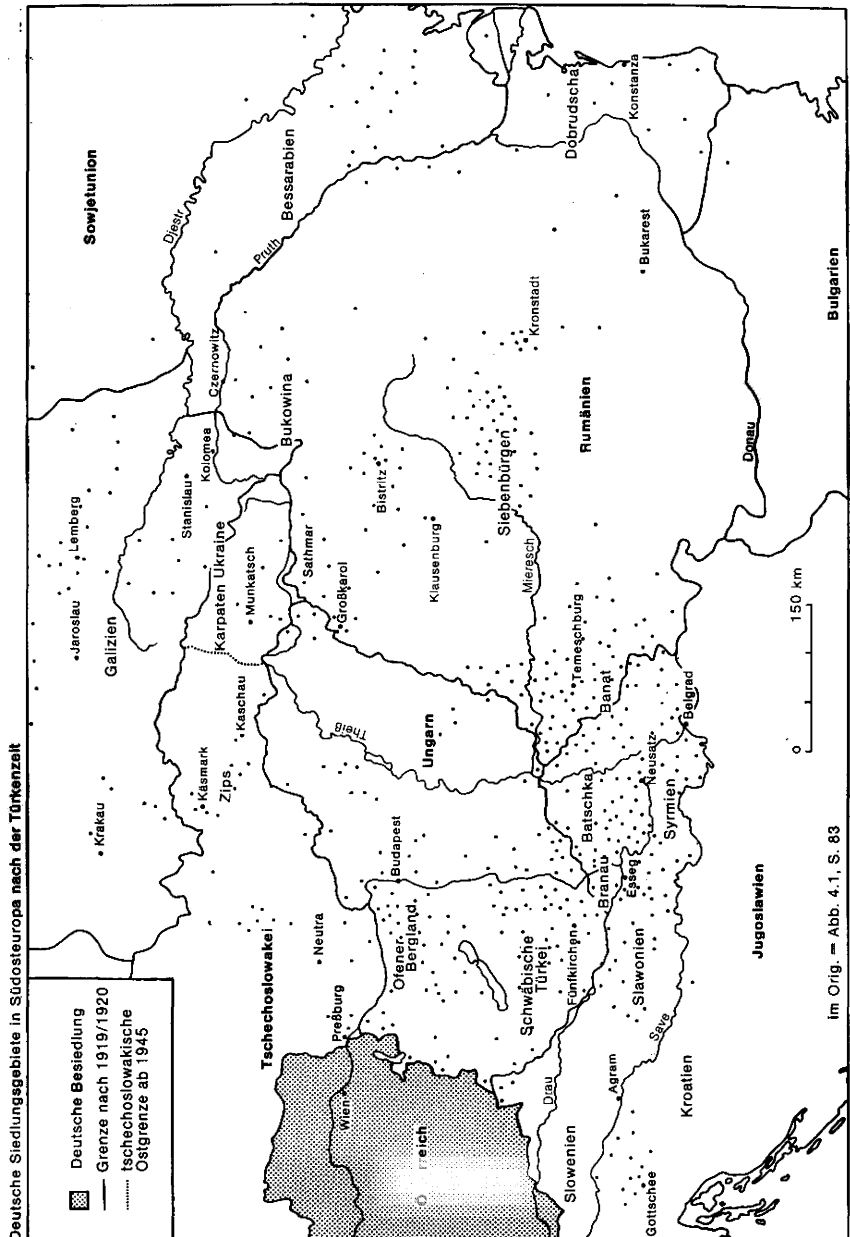 Deutsche Siedlungsgebiete in Südosteuropa nach der Türkenzeit
Deutsche Besiedlung
Grenze nach 1919/1920
tschechoslowakische
Ostgrenze ab 1945
Sowjetunion
Krakau
Jaroslau
Lemberg
Galizien
Stanislau
Kolomea
Czernowitz
Djestr
Pruth
Bessarabien
Tschechoslowakei
Käsmark
Zips
Kaschau
Karpaten Ukraine
Munkatsch
Bukowina
Neutra
Preßburg
Wien
Sathmar
Großkarol
Bistritz
Theiß
Ungarn
Budapest
Ofener
Bergland
Klausenburg
Siebenbürgen
Kronstadt
Dobrudscha
Konstanza
Mieresch
Schwäbische
Türkei
Fünfkirchen
Temeschburg
Rumänien
Bukarest
Drau
Branau
Batschka
Banat
Slowenien
Agram
Slawonien
Esseg
Neusatz
Syrmien
Belgrad
Save
Gottschee
Kroatien
Donau
Jugoslawien
Bulgarien
0
150 km
im Orig. = Abb. 4.1, S. 83